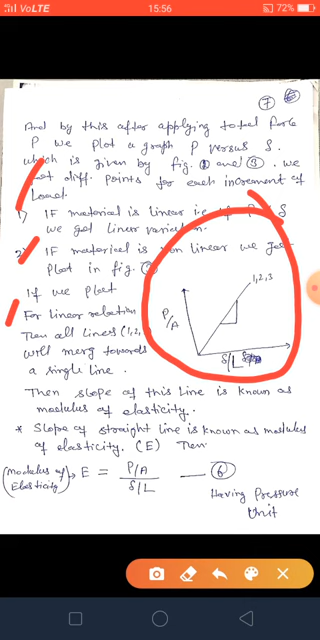 VoLTE 15:56 72%
7
And by this after applying total force
P we plot a graph P versus δ.
which is given by fig. and 3. we
get diff. points for each increment of
Load.
1) IF material is linear i.e. δ
we get linear variation.
IF material is non linear we get
Plot in fig.
If we Plot
For linear relation
Then all Lines (1,2,
will merg towards
a single line.
P/A
1,2,3
δ/L
Then slope of this line is known as
modulus of elasticity.
* Slope of straight line is known as modulus
of elasticity. (E) Then
(Modulus of Elasticity) → E = P/A / δ/L — 6
Having Pressure
Unit